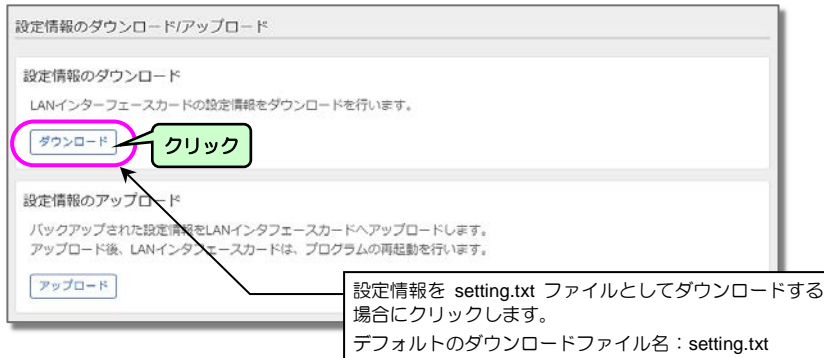 設定情報のダウンロード/アップロード
設定情報のダウンロード
LANインターフェースカードの設定情報をダウンロードを行います。
ダウンロード
クリック
設定情報のアップロード
バックアップされた設定情報をLANインタフェースカードへアップロードします。
アップロード後、LANインタフェースカードは、プログラムの再起動を行います。
アップロード
設定情報を setting.txt ファイルとしてダウンロードする
場合にクリックします。
デフォルトのダウンロードファイル名：setting.txt